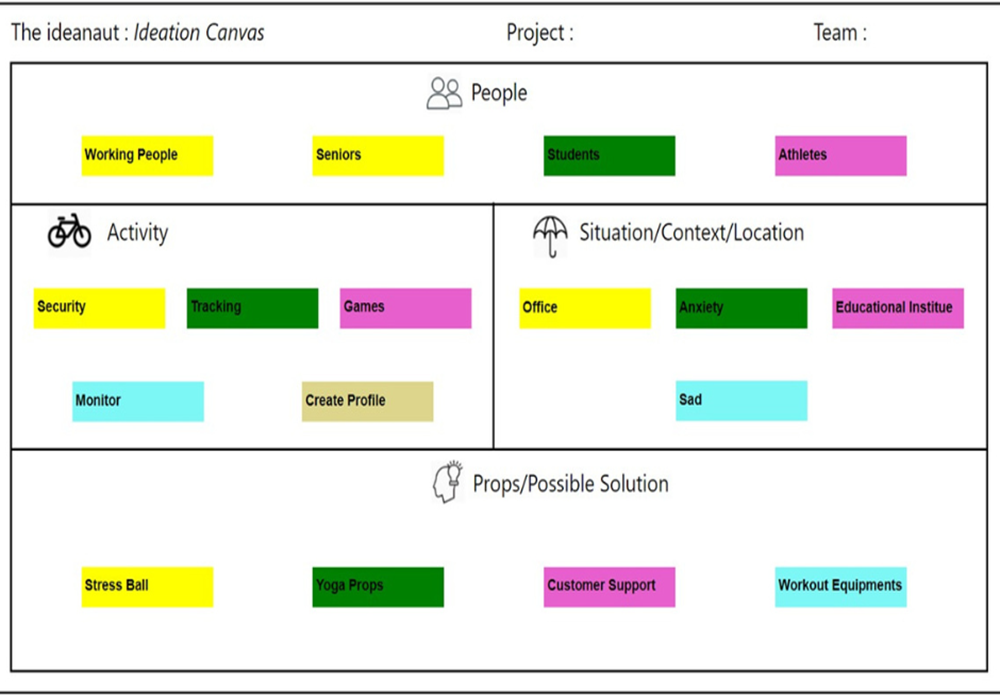 The ideanaut : Ideation Canvas Project : Team :
People
Working People Seniors Students Athletes
Activity
Security Tracking Games
Monitor Create Profile
Situation/Context/Location
Office Anxiety Educational Institue
Sad
Props/Possible Solution
Stress Ball Yoga Props Customer Support Workout Equipments